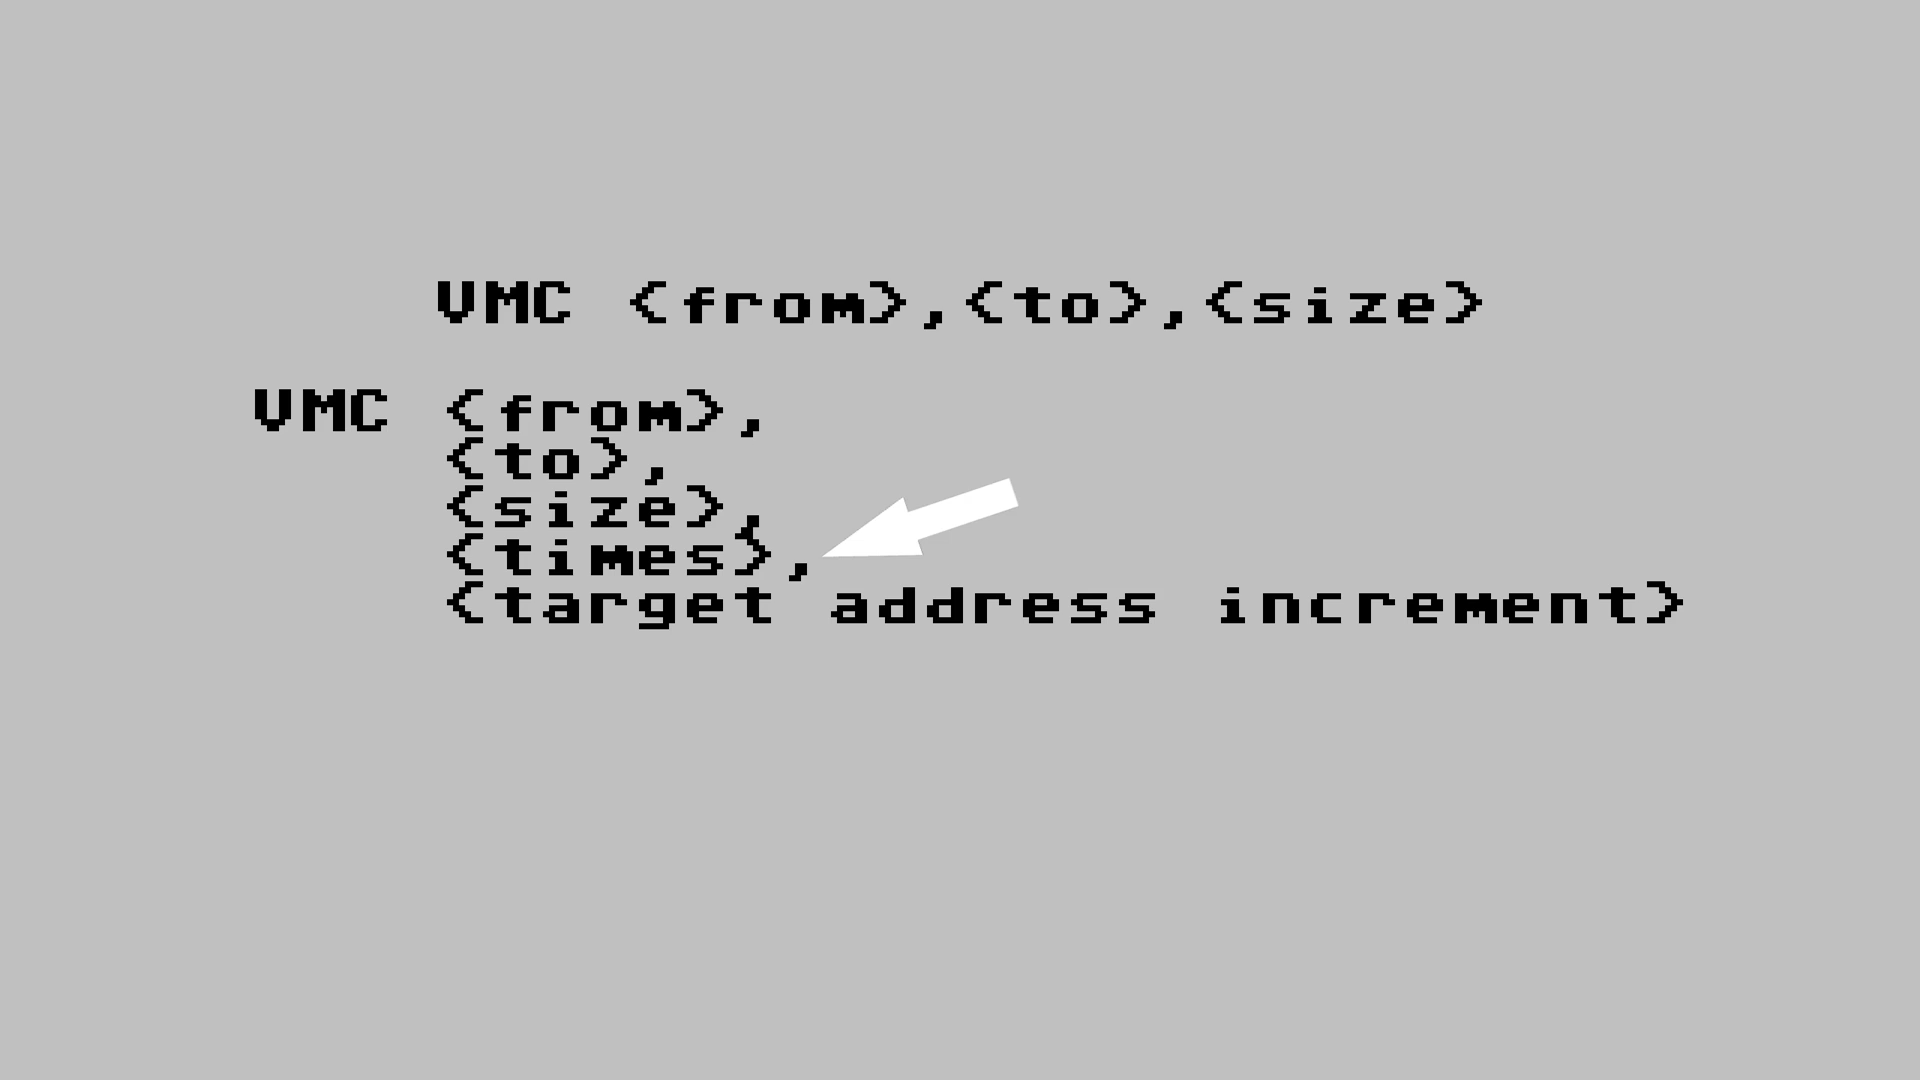 VMC <from>,<to>,<size>
VMC <from>,
<to>,
<size>,
<times>,
<target address increment>